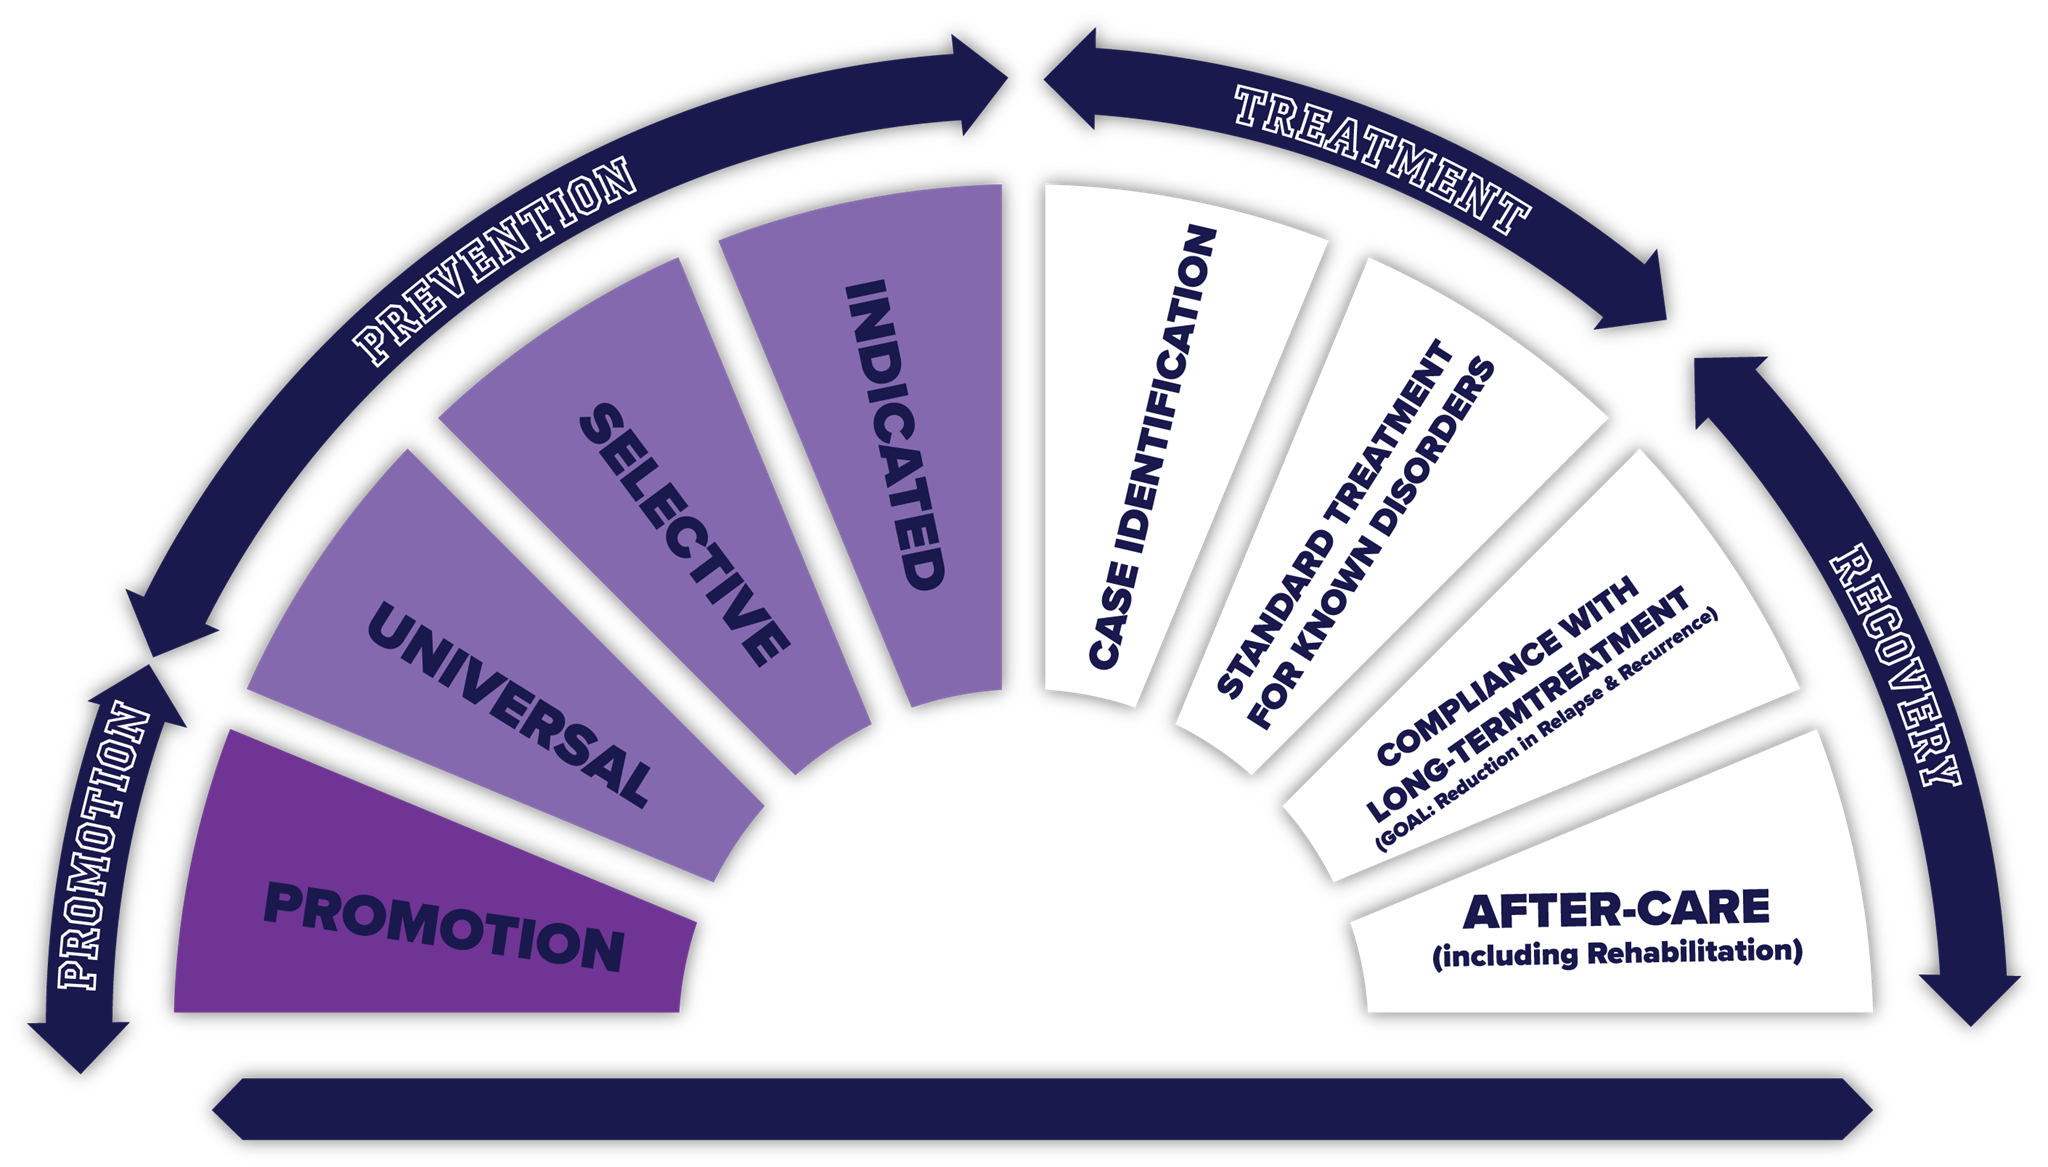 PROMOTION
PREVENTION
TREATMENT
RECOVERY
PROMOTION
UNIVERSAL
SELECTIVE
INDICATED
CASE IDENTIFICATION
STANDARD TREATMENT
FOR KNOWN DISORDERS
COMPLIANCE WITH
LONG-TERMTREATMENT
(GOAL: Reduction in Relapse & Recurrence)
AFTER-CARE
(including Rehabilitation)